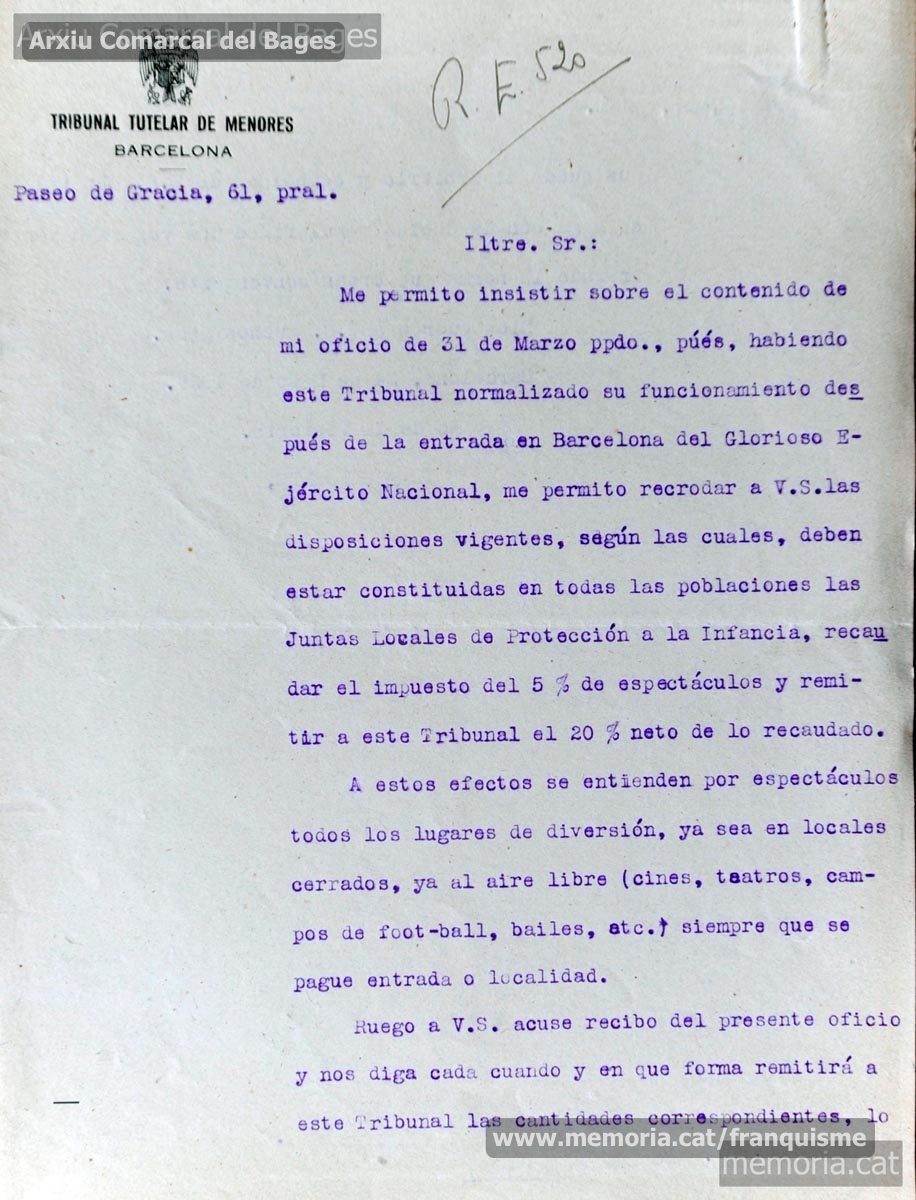 Arxiu Comarcal del Bages
Arxiu Comarcal del Bages
TRIBUNAL TUTELAR DE MENORES
BARCELONA
Paseo de Gracia, 61, pral.
R. E. 520
Iltre. Sr.:
Me permito insistir sobre el contenido de
mi oficio de 31 de Marzo ppdo., púés, habiendo
este Tribunal normalizado su funcionamiento des
pués de la entrada en Barcelona del Glorioso E-
jército Nacional, me permito recrodar a V.S.las
disposiciones vigentes, según las cuales, deben
estar constituidas en todas las poblaciones las
Juntas Locales de Protección a la Infancia, recau
dar el impuesto del 5 % de espectáculos y remi-
tir a este Tribunal el 20 % neto de lo recaudado.
A estos efectos se entienden por espectáculos
todos los lugares de diversión, ya sea en locales
cerrados, ya al aire libre (cines, teatros, cam-
pos de foot-ball, bailes, etc.) siempre que se
pague entrada o localidad.
Ruego a V.S. acuse recibo del presente oficio
y nos diga cada cuando y en que forma remitirá a
este Tribunal las cantidades correspondientes, lo
www.memoria.cat/franquisme
memoria.cat